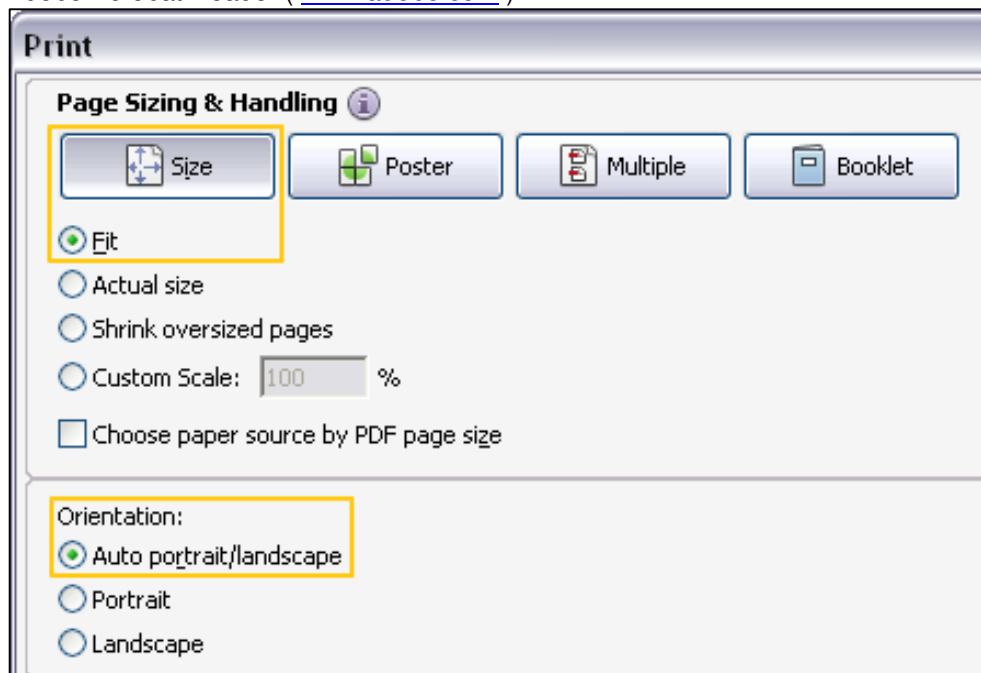 Print
Page Sizing & Handling
Size Poster Multiple Booklet
Fit
Actual size
Shrink oversized pages
Custom Scale: 100 %
Choose paper source by PDF page size
Orientation:
Auto portrait/landscape
Portrait
Landscape